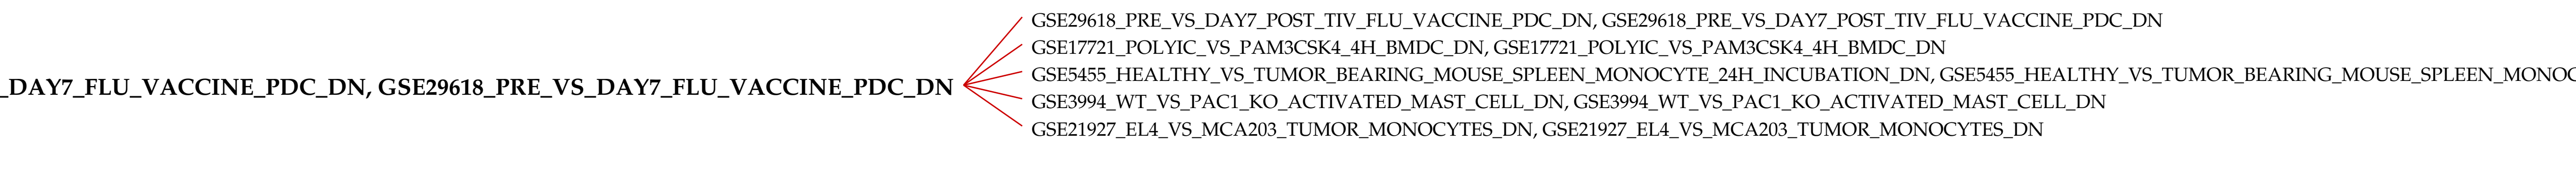 GSE29618_PRE_VS_DAY7_POST_TIV_FLU_VACCINE_PDC_DN, GSE29618_PRE_VS_DAY7_POST_TIV_FLU_VACCINE_PDC_DN
GSE17721_POLYIC_VS_PAM3CSK4_4H_BMDC_DN, GSE17721_POLYIC_VS_PAM3CSK4_4H_BMDC_DN
GSE5455_HEALTHY_VS_TUMOR_BEARING_MOUSE_SPLEEN_MONOCYTE_24H_INCUBATION_DN, GSE5455_HEALTHY_VS_TUMOR_BEARING_MOUSE_SPLEEN_MONOC
_DAY7_FLU_VACCINE_PDC_DN, GSE29618_PRE_VS_DAY7_FLU_VACCINE_PDC_DN
GSE3994_WT_VS_PAC1_KO_ACTIVATED_MAST_CELL_DN, GSE3994_WT_VS_PAC1_KO_ACTIVATED_MAST_CELL_DN
GSE21927_EL4_VS_MCA203_TUMOR_MONOCYTES_DN, GSE21927_EL4_VS_MCA203_TUMOR_MONOCYTES_DN